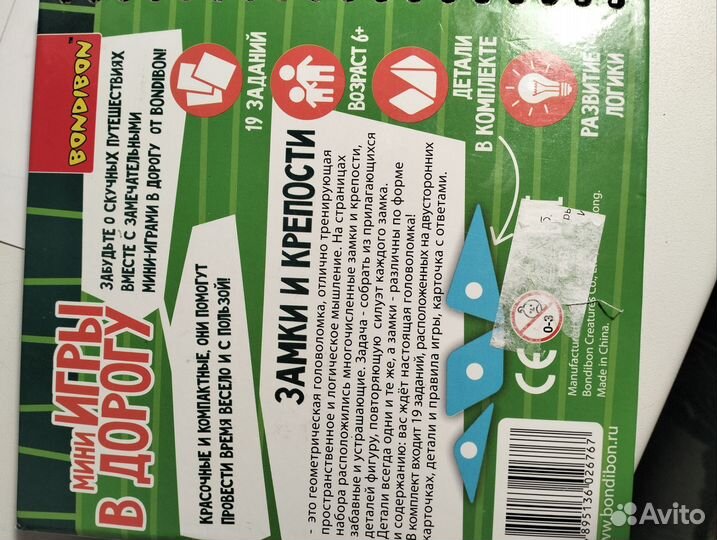 BONDIBON™
МИНИ ИГРЫ
В ДОРОГУ
ЗАБУДЬТЕ О СКУЧНЫХ ПУТЕШЕСТВИЯХ
ВМЕСТЕ С ЗАМЕЧАТЕЛЬНЫМИ
МИНИ-ИГРАМИ В ДОРОГУ ОТ BONDIBON!
КРАСОЧНЫЕ И КОМПАКТНЫЕ, ОНИ ПОМОГУТ
ПРОВЕСТИ ВРЕМЯ ВЕСЕЛО И С ПОЛЬЗОЙ!
19 ЗАДАНИЙ
ВОЗРАСТ 6+
ДЕТАЛИ
В КОМПЛЕКТЕ
РАЗВИТИЕ
ЛОГИКИ
ЗАМКИ И КРЕПОСТИ
- это геометрическая головоломка, отлично тренирующая
пространственное и логическое мышление. На страницах
набора расположились многочисленные замки и крепости,
забавные и устрашающие. Задача - собрать из прилагающихся
деталей фигуру, повторяющую силуэт каждого замка.
Детали всегда одни и те же, а замки - различны по форме
и содержанию: вас ждёт настоящая головоломка!
В комплект входит 19 заданий, расположенных на двусторонних
карточках, детали и правила игры, карточка с ответами.
CE
0-3
Manufactured
Bondibon Creatures Co.,
Made in China.
895136 026767
www.bondibon.ru
Avito